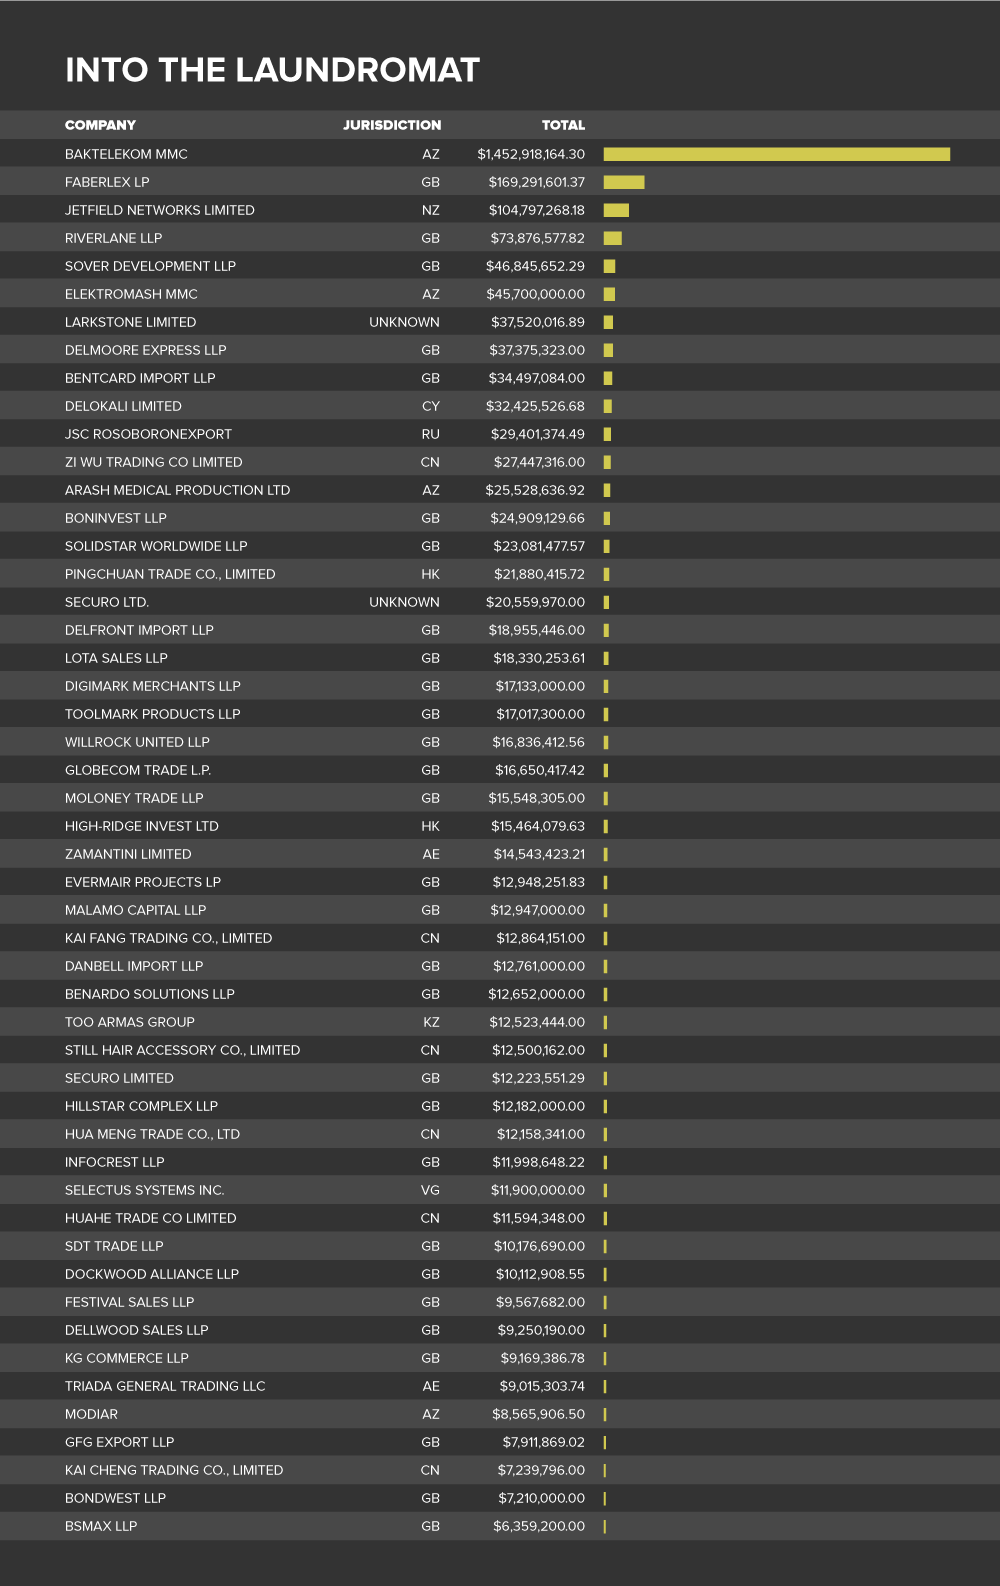 INTO THE LAUNDROMAT
COMPANY JURISDICTION TOTAL
BAKTELEKOM MMC AZ $1,452,918,164.30
FABERLEX LP GB $169,291,601.37
JETFIELD NETWORKS LIMITED NZ $104,797,268.18
RIVERLANE LLP GB $73,876,577.82
SOVER DEVELOPMENT LLP GB $46,845,652.29
ELEKTROMASH MMC AZ $45,700,000.00
LARKSTONE LIMITED UNKNOWN $37,520,016.89
DELMOORE EXPRESS LLP GB $37,375,323.00
BENTCARD IMPORT LLP GB $34,497,084.00
DELOKALI LIMITED CY $32,425,526.68
JSC ROSOBORONEXPORT RU $29,401,374.49
ZI WU TRADING CO LIMITED CN $27,447,316.00
ARASH MEDICAL PRODUCTION LTD AZ $25,528,636.92
BONINVEST LLP GB $24,909,129.66
SOLIDSTAR WORLDWIDE LLP GB $23,081,477.57
PINGCHUAN TRADE CO., LIMITED HK $21,880,415.72
SECURO LTD. UNKNOWN $20,559,970.00
DELFRONT IMPORT LLP GB $18,955,446.00
LOTA SALES LLP GB $18,330,253.61
DIGIMARK MERCHANTS LLP GB $17,133,000.00
TOOLMARK PRODUCTS LLP GB $17,017,300.00
WILLROCK UNITED LLP GB $16,836,412.56
GLOBECOM TRADE L.P. GB $16,650,417.42
MOLONEY TRADE LLP GB $15,548,305.00
HIGH-RIDGE INVEST LTD HK $15,464,079.63
ZAMANTINI LIMITED AE $14,543,423.21
EVERMAIR PROJECTS LP GB $12,948,251.83
MALAMO CAPITAL LLP GB $12,947,000.00
KAI FANG TRADING CO., LIMITED CN $12,864,151.00
DANBELL IMPORT LLP GB $12,761,000.00
BENARDO SOLUTIONS LLP GB $12,652,000.00
TOO ARMAS GROUP KZ $12,523,444.00
STILL HAIR ACCESSORY CO., LIMITED CN $12,500,162.00
SECURO LIMITED GB $12,223,551.29
HILLSTAR COMPLEX LLP GB $12,182,000.00
HUA MENG TRADE CO., LTD CN $12,158,341.00
INFOCREST LLP GB $11,998,648.22
SELECTUS SYSTEMS INC. VG $11,900,000.00
HUAHE TRADE CO LIMITED CN $11,594,348.00
SDT TRADE LLP GB $10,176,690.00
DOCKWOOD ALLIANCE LLP GB $10,112,908.55
FESTIVAL SALES LLP GB $9,567,682.00
DELLWOOD SALES LLP GB $9,250,190.00
KG COMMERCE LLP GB $9,169,386.78
TRIADA GENERAL TRADING LLC AE $9,015,303.74
MODIAR AZ $8,565,906.50
GFG EXPORT LLP GB $7,911,869.02
KAI CHENG TRADING CO., LIMITED CN $7,239,796.00
BONDWEST LLP GB $7,210,000.00
BSMAX LLP GB $6,359,200.00